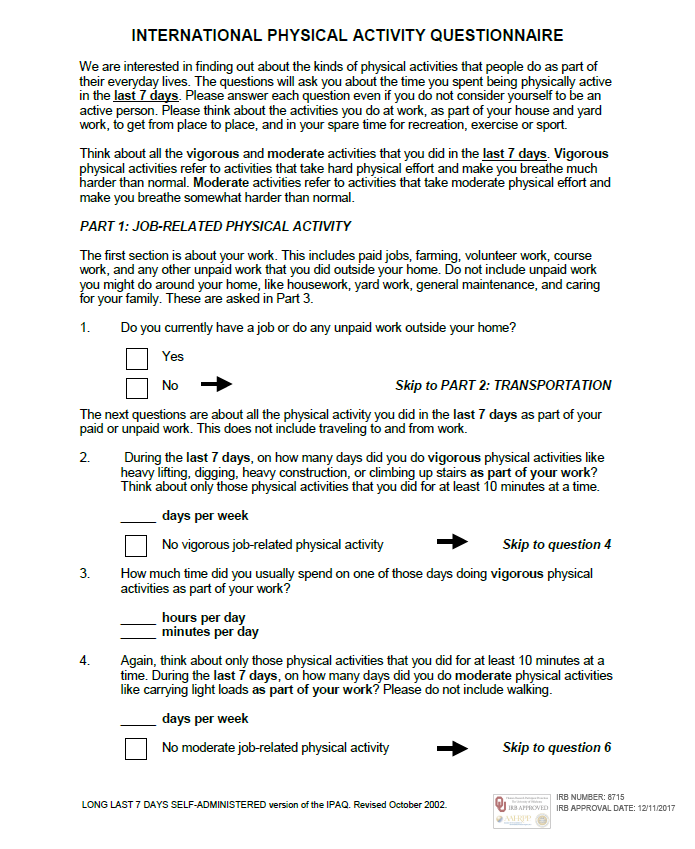 INTERNATIONAL PHYSICAL ACTIVITY QUESTIONNAIRE
We are interested in finding out about the kinds of physical activities that people do as part of
their everyday lives. The questions will ask you about the time you spent being physically active
in the last 7 days. Please answer each question even if you do not consider yourself to be an
active person. Please think about the activities you do at work, as part of your house and yard
work, to get from place to place, and in your spare time for recreation, exercise or sport.
Think about all the vigorous and moderate activities that you did in the last 7 days. Vigorous
physical activities refer to activities that take hard physical effort and make you breathe much
harder than normal. Moderate activities refer to activities that take moderate physical effort and
make you breathe somewhat harder than normal.
PART 1: JOB-RELATED PHYSICAL ACTIVITY
The first section is about your work. This includes paid jobs, farming, volunteer work, course
work, and any other unpaid work that you did outside your home. Do not include unpaid work
you might do around your home, like housework, yard work, general maintenance, and caring
for your family. These are asked in Part 3.
1. Do you currently have a job or do any unpaid work outside your home?
Yes
No Skip to PART 2: TRANSPORTATION
The next questions are about all the physical activity you did in the last 7 days as part of your
paid or unpaid work. This does not include traveling to and from work.
2. During the last 7 days, on how many days did you do vigorous physical activities like
heavy lifting, digging, heavy construction, or climbing up stairs as part of your work?
Think about only those physical activities that you did for at least 10 minutes at a time.
_____ days per week
No vigorous job-related physical activity Skip to question 4
3. How much time did you usually spend on one of those days doing vigorous physical
activities as part of your work?
_____ hours per day
_____ minutes per day
4. Again, think about only those physical activities that you did for at least 10 minutes at a
time. During the last 7 days, on how many days did you do moderate physical activities
like carrying light loads as part of your work? Please do not include walking.
_____ days per week
No moderate job-related physical activity Skip to question 6
LONG LAST 7 DAYS SELF-ADMINISTERED version of the IPAQ. Revised October 2002.
IRB APPROVED
AAHRPP
IRB NUMBER: 8715
IRB APPROVAL DATE: 12/11/2017